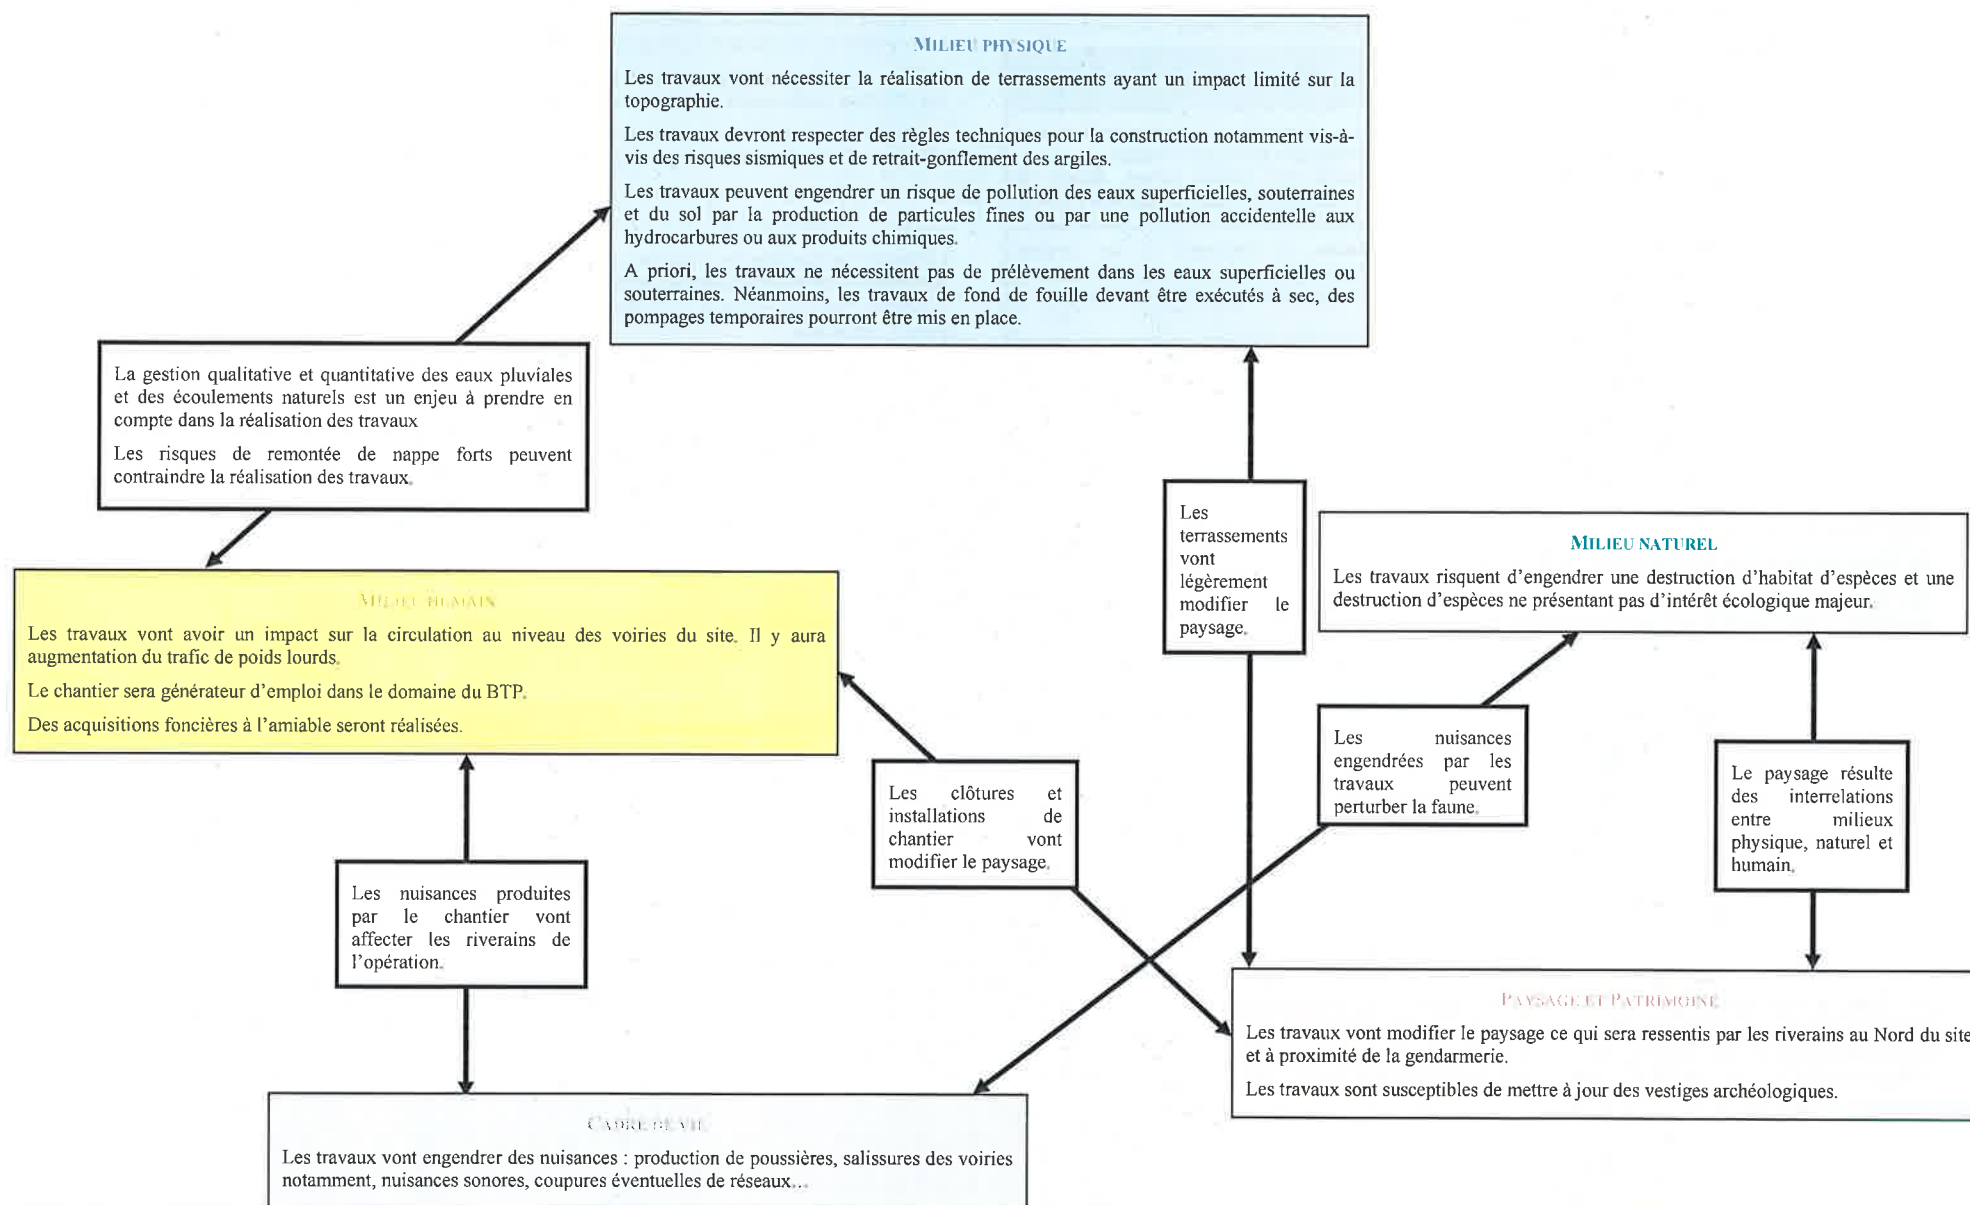 MILIEU PHYSIQUE
Les travaux vont nécessiter la réalisation de terrassements ayant un impact limité sur la
topographie.
Les travaux devront respecter des règles techniques pour la construction notamment vis-à-
vis des risques sismiques et de retrait-gonflement des argiles.
Les travaux peuvent engendrer un risque de pollution des eaux superficielles, souterraines
et du sol par la production de particules fines ou par une pollution accidentelle aux
hydrocarbures ou aux produits chimiques.
A priori, les travaux ne nécessitent pas de prélèvement dans les eaux superficielles ou
souterraines. Néanmoins, les travaux de fond de fouille devant être exécutés à sec, des
pompages temporaires pourront être mis en place.
La gestion qualitative et quantitative des eaux pluviales
et des écoulements naturels est un enjeu à prendre en
compte dans la réalisation des travaux
Les risques de remontée de nappe forts peuvent
contraindre la réalisation des travaux.
Les
terrassements
vont
légèrement
modifier le
paysage.
MILIEU NATUREL
Les travaux risquent d'engendrer une destruction d'habitat d'espèces et une
destruction d'espèces ne présentant pas d'intérêt écologique majeur.
MILIEU HUMAIN
Les travaux vont avoir un impact sur la circulation au niveau des voiries du site. Il y aura
augmentation du trafic de poids lourds.
Le chantier sera générateur d'emploi dans le domaine du BTP.
Des acquisitions foncières à l'amiable seront réalisées.
Les clôtures et
installations de
chantier vont
modifier le paysage.
Les nuisances
engendrées par les
travaux peuvent
perturber la faune.
Le paysage résulte
des interrelations
entre milieux
physique, naturel et
humain.
Les nuisances produites
par le chantier vont
affecter les riverains de
l'opération.
PAYSAGE ET PATRIMOINE
Les travaux vont modifier le paysage ce qui sera ressentis par les riverains au Nord du site
et à proximité de la gendarmerie.
Les travaux sont susceptibles de mettre à jour des vestiges archéologiques.
CADRE DE VIE
Les travaux vont engendrer des nuisances : production de poussières, salissures des voiries
notamment, nuisances sonores, coupures éventuelles de réseaux...